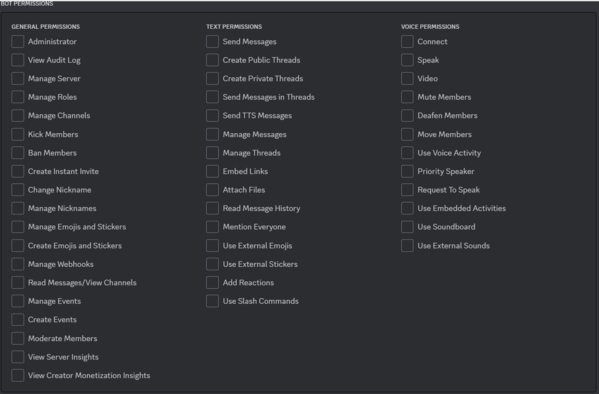 BOT PERMISSIONS
GENERAL PERMISSIONS
Administrator
View Audit Log
Manage Server
Manage Roles
Manage Channels
Kick Members
Ban Members
Create Instant Invite
Change Nickname
Manage Nicknames
Manage Emojis and Stickers
Create Emojis and Stickers
Manage Webhooks
Read Messages/View Channels
Manage Events
Create Events
Moderate Members
View Server Insights
View Creator Monetization Insights
TEXT PERMISSIONS
Send Messages
Create Public Threads
Create Private Threads
Send Messages in Threads
Send TTS Messages
Manage Messages
Manage Threads
Embed Links
Attach Files
Read Message History
Mention Everyone
Use External Emojis
Use External Stickers
Add Reactions
Use Slash Commands
VOICE PERMISSIONS
Connect
Speak
Video
Mute Members
Deafen Members
Move Members
Use Voice Activity
Priority Speaker
Request To Speak
Use Embedded Activities
Use Soundboard
Use External Sounds